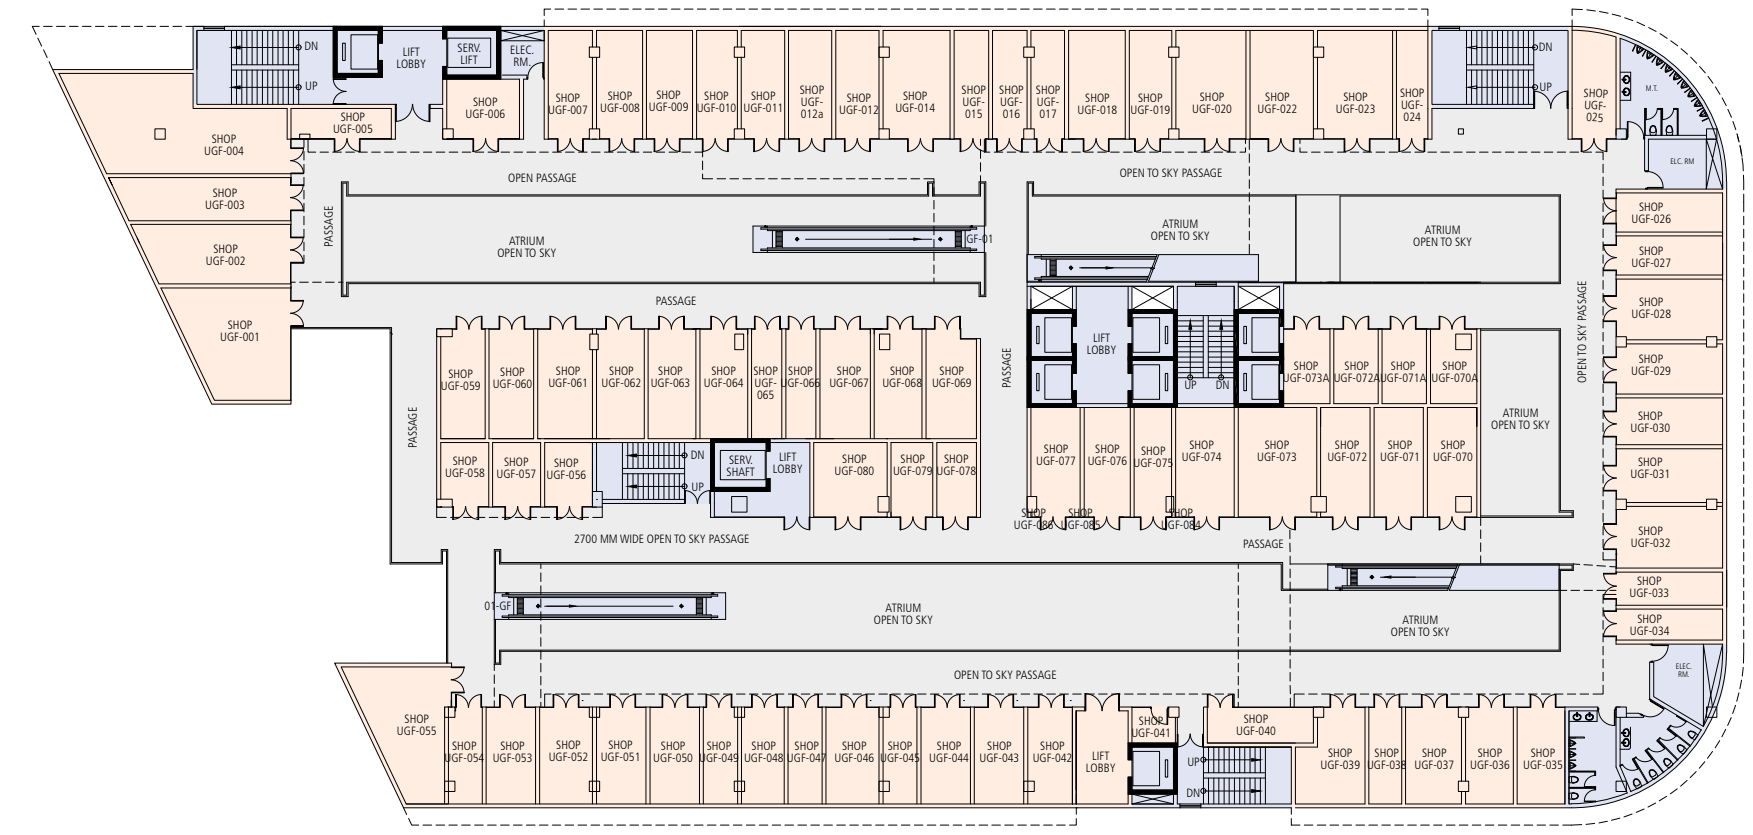 DN
UP
LIFT
LOBBY
SERV.
LIFT
ELEC.
RM.
SHOP
UGF-005
SHOP
UGF-006
SHOP
UGF-007
SHOP
UGF-008
SHOP
UGF-009
SHOP
UGF-010
SHOP
UGF-011
SHOP
UGF-
012a
SHOP
UGF-012
SHOP
UGF-014
SHOP
UGF-
015
SHOP
UGF-
016
SHOP
UGF-
017
SHOP
UGF-018
SHOP
UGF-019
SHOP
UGF-020
SHOP
UGF-022
SHOP
UGF-023
SHOP
UGF-
024
DN
UP
SHOP
UGF-
025
M.T.
ELC. RM
SHOP
UGF-004
SHOP
UGF-003
SHOP
UGF-002
SHOP
UGF-001
PASSAGE
OPEN PASSAGE
OPEN TO SKY PASSAGE
ATRIUM
OPEN TO SKY
GF-01
ATRIUM
OPEN TO SKY
ATRIUM
OPEN TO SKY
PASSAGE
OPEN TO SKY PASSAGE
SHOP
UGF-026
SHOP
UGF-027
SHOP
UGF-028
SHOP
UGF-029
SHOP
UGF-030
SHOP
UGF-031
SHOP
UGF-032
SHOP
UGF-033
SHOP
UGF-034
PASSAGE
SHOP
UGF-059
SHOP
UGF-060
SHOP
UGF-061
SHOP
UGF-062
SHOP
UGF-063
SHOP
UGF-064
SHOP
UGF-
065
SHOP
UGF-066
SHOP
UGF-067
SHOP
UGF-068
SHOP
UGF-069
PASSAGE
LIFT
LOBBY
UP
DN
SHOP
UGF-073A
SHOP
UGF-072A
SHOP
UGF-071A
SHOP
UGF-070A
ATRIUM
OPEN TO SKY
SHOP
UGF-058
SHOP
UGF-057
SHOP
UGF-056
DN
UP
SERV.
SHAFT
LIFT
LOBBY
SHOP
UGF-080
SHOP
UGF-079
SHOP
UGF-078
SHOP
UGF-077
SHOP
UGF-076
SHOP
UGF-075
SHOP
UGF-074
SHOP
UGF-073
SHOP
UGF-072
SHOP
UGF-071
SHOP
UGF-070
SHOP
UGF-086
SHOP
UGF-085
SHOP
UGF-084
2700 MM WIDE OPEN TO SKY PASSAGE
PASSAGE
01-GF
ATRIUM
OPEN TO SKY
ATRIUM
OPEN TO SKY
OPEN TO SKY PASSAGE
ELEC.
RM.
SHOP
UGF-055
SHOP
UGF-054
SHOP
UGF-053
SHOP
UGF-052
SHOP
UGF-051
SHOP
UGF-050
SHOP
UGF-049
SHOP
UGF-048
SHOP
UGF-047
SHOP
UGF-046
SHOP
UGF-045
SHOP
UGF-044
SHOP
UGF-043
SHOP
UGF-042
LIFT
LOBBY
SHOP
UGF-041
UP
DN
SHOP
UGF-040
SHOP
UGF-039
SHOP
UGF-038
SHOP
UGF-037
SHOP
UGF-036
SHOP
UGF-035